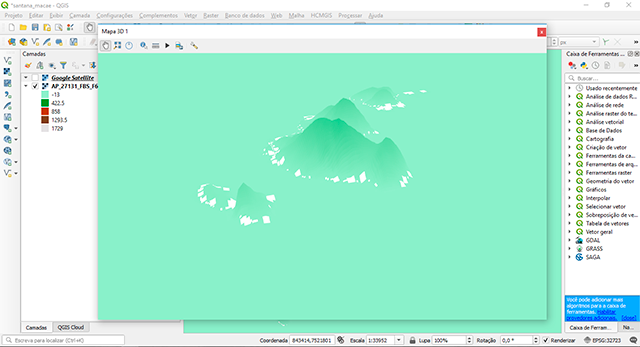 *santana_macae — QGIS
Projeto Editar Exibir Camada Configurações Complementos Vetor Raster Banco de dados Web Malha HCMGIS Processar Ajuda
Mapa 3D 1
px
Camadas
Google Satellite
AP_27131_FBS_F6
-13
422.5
858
1293.5
1729
Caixa de Ferramentas
Buscar...
Usado recentemente
Análise de dados R...
Análise de rede
Análise raster do te...
Análise vetorial
Base de Dados
Cartografia
Criação de vetor
Ferramentas da ca...
Ferramentas de arq...
Ferramentas raster
Geometria do vetor
Gráficos
Interpolar
Selecionar vetor
Sobreposição de ve...
Tabela de vetores
Vetor geral
GDAL
GRASS
SAGA
Você pode adicionar mais
algoritmos para a caixa de
ferramentas, habilitar
provedores adicionais. [close]
Camadas QGIS Cloud
Caixa de Ferram... Na...
Escreva para localizar (Ctrl+K)
Coordenada 843414,7521801 Escala 1:33952 Lupa 100% Rotação 0,0 ° Renderizar EPSG:32723